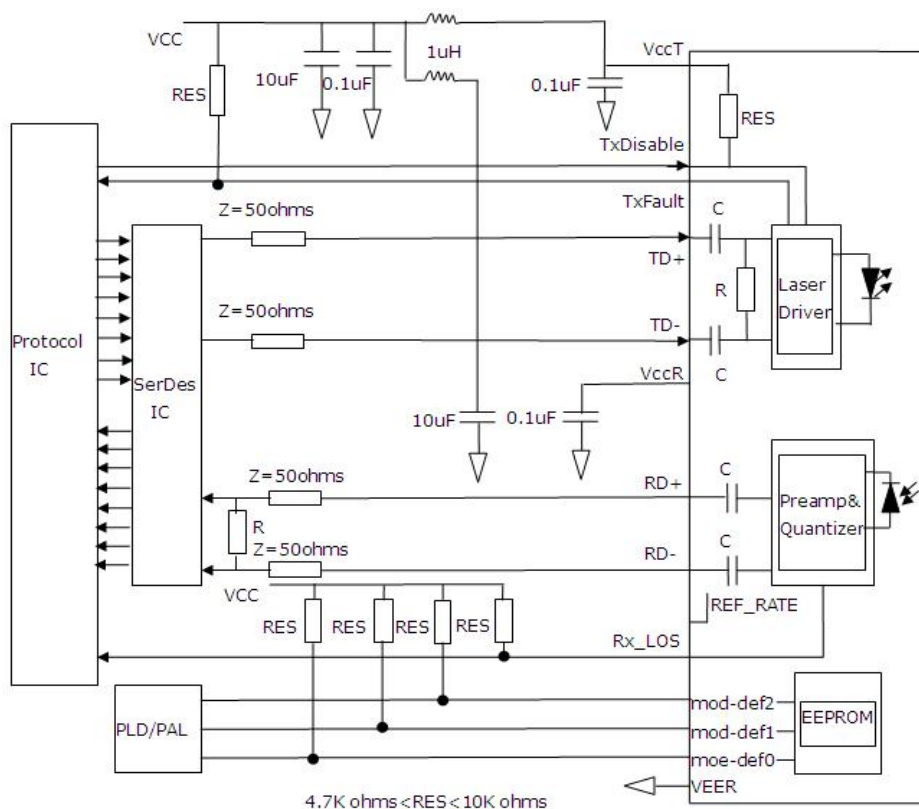 VCC
1uH
VccT
10uF
0.1uF
0.1uF
RES
RES
TxDisable
TxFault
Z=50ohms
C
TD+
R
Laser
Driver
Z=50ohms
TD-
C
Protocol
IC
VccR
SerDes
IC
10uF
0.1uF
Z=50ohms
RD+
C
Preamp&
Quantizer
R
Z=50ohms
RD-
C
VCC
REF_RATE
RES
RES
RES
RES
Rx_LOS
PLD/PAL
mod-def2
mod-def1
moe-def0
EEPROM
VEER
4.7K ohms<RES<10K ohms